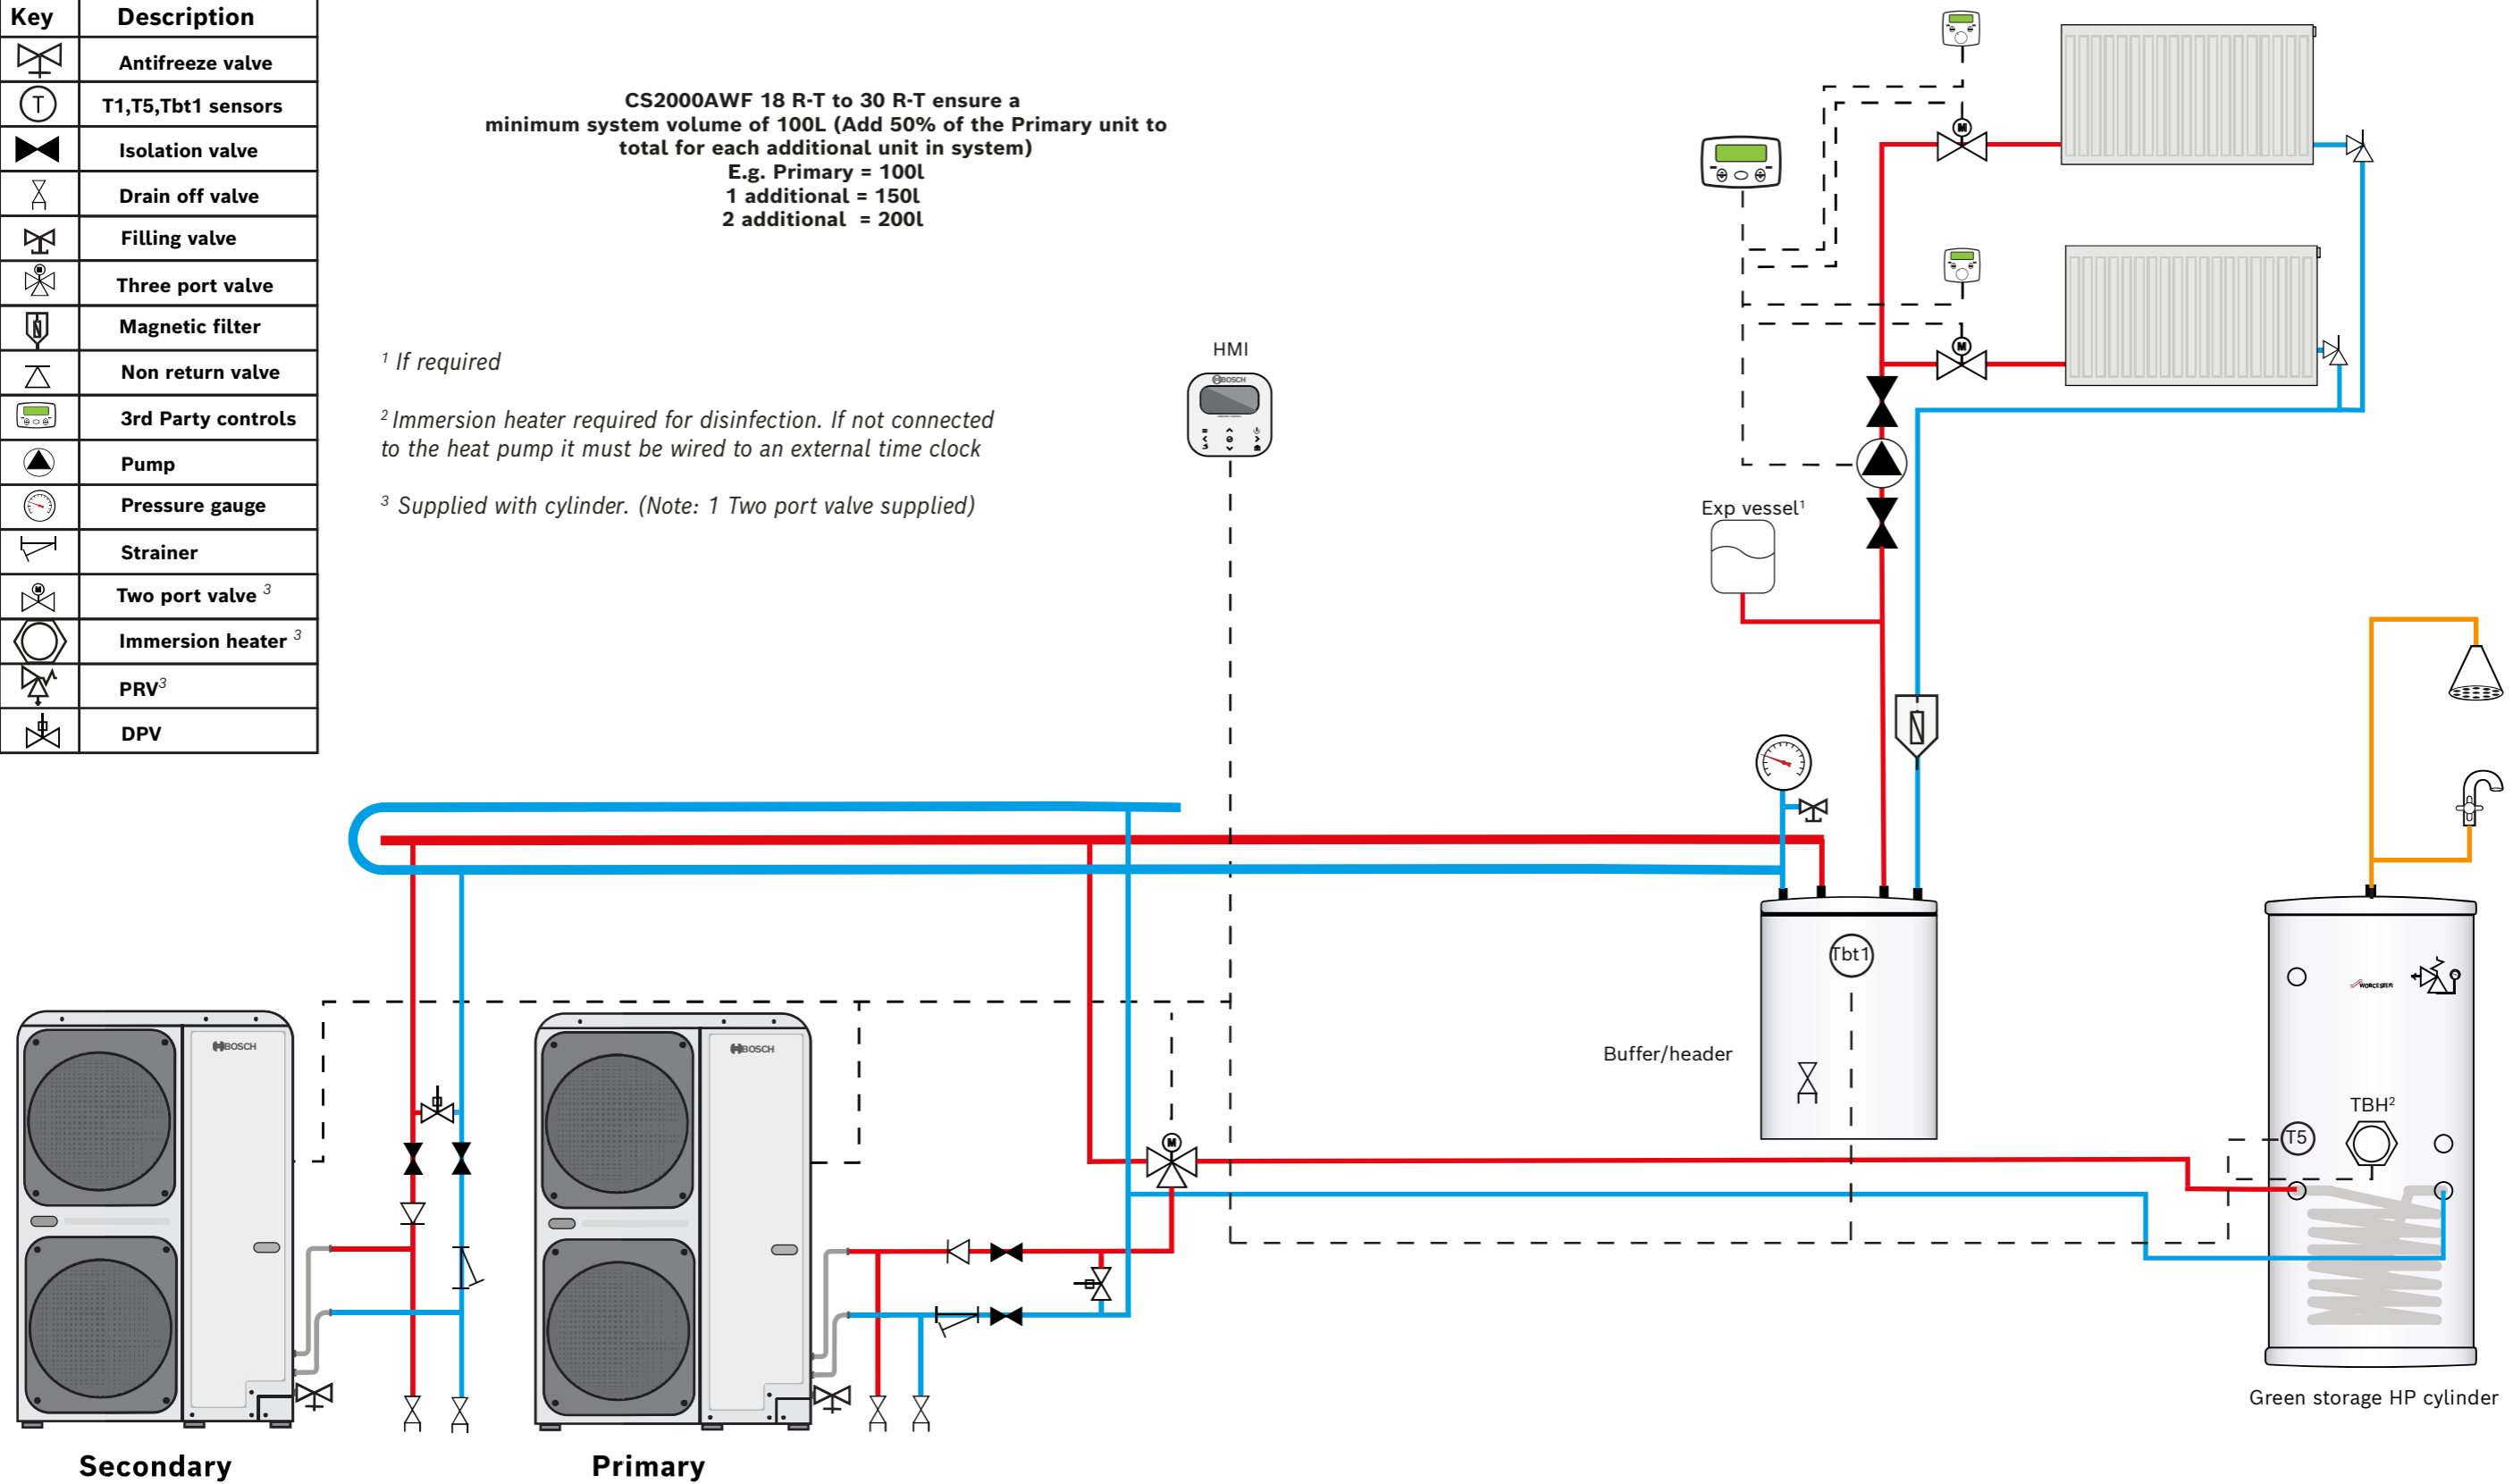 Key Description
Antifreeze valve
T T1,T5,Tbt1 sensors
Isolation valve
Drain off valve
Filling valve
Three port valve
Magnetic filter
Non return valve
3rd Party controls
Pump
Pressure gauge
Strainer
M Two port valve 3
Immersion heater 3
PRV3
DPV
CS2000AWF 18 R-T to 30 R-T ensure a
minimum system volume of 100L (Add 50% of the Primary unit to
total for each additional unit in system)
E.g. Primary = 100l
1 additional = 150l
2 additional = 200l
1 If required
2 Immersion heater required for disinfection. If not connected
to the heat pump it must be wired to an external time clock
3 Supplied with cylinder. (Note: 1 Two port valve supplied)
HMI
BOSCH
M
M
Exp vessel1
Tbt1
Buffer/header
WORCESTER
TBH2
T5
M
BOSCH
BOSCH
Green storage HP cylinder
Secondary
Primary